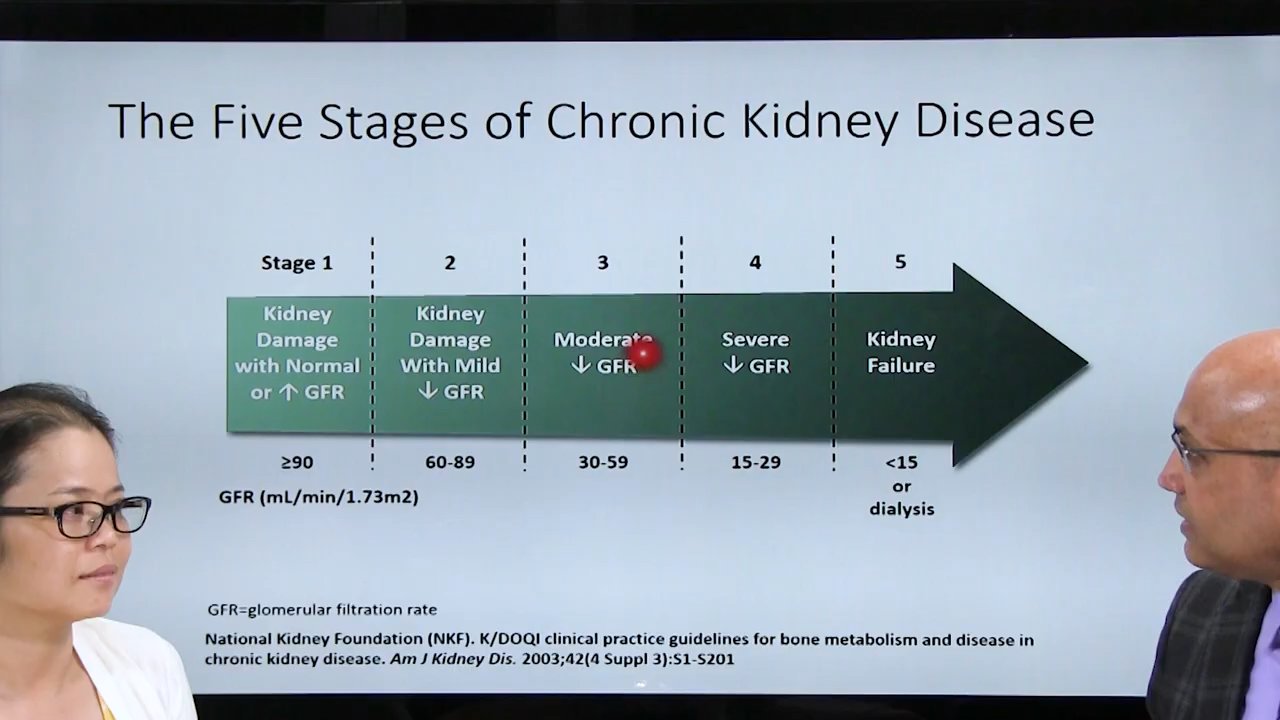 The Five Stages of Chronic Kidney Disease
Stage 1
2
3
4
5
Kidney
Damage
with Normal
or ↑ GFR
Kidney
Damage
With Mild
↓ GFR
Moderate
↓ GFR
Severe
↓ GFR
Kidney
Failure
≥90
60-89
30-59
15-29
<15
or
dialysis
GFR (mL/min/1.73m2)
GFR=glomerular filtration rate
National Kidney Foundation (NKF). K/DOQI clinical practice guidelines for bone metabolism and disease in
chronic kidney disease. Am J Kidney Dis. 2003;42(4 Suppl 3):S1-S201